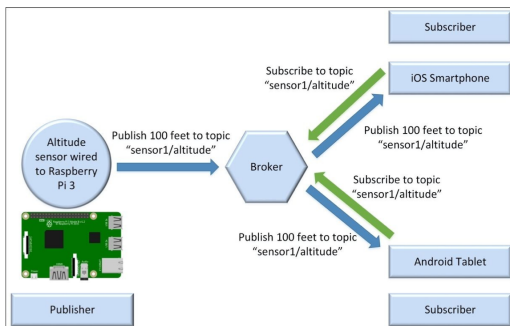 Subscriber
Subscribe to topic
“sensor1/altitude”
iOS Smartphone
Altitude
sensor wired
to Raspberry
Pi 3
Publish 100 feet to topic
“sensor1/altitude”
Broker
Publish 100 feet to topic
“sensor1/altitude”
Subscribe to topic
“sensor1/altitude”
Publish 100 feet to topic
“sensor1/altitude”
Android Tablet
Publisher
Subscriber